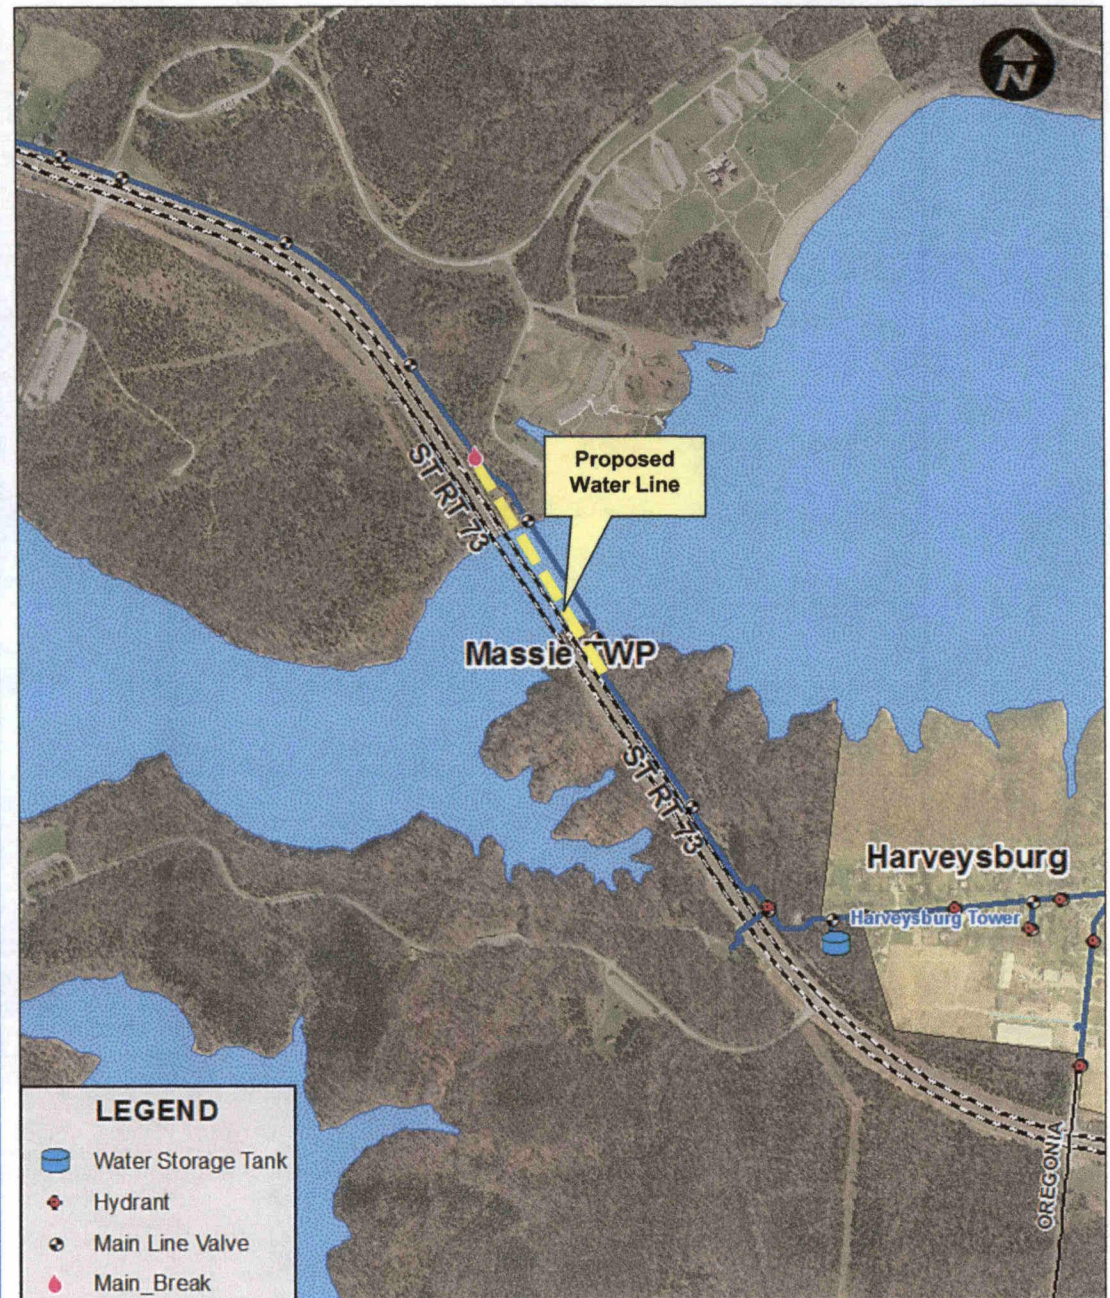 N
ST RT 73
Proposed
Water Line
Massie TWP
ST RT 73
Harveysburg
Harveysburg Tower
OREGONIA
LEGEND
Water Storage Tank
Hydrant
Main Line Valve
Main_Break